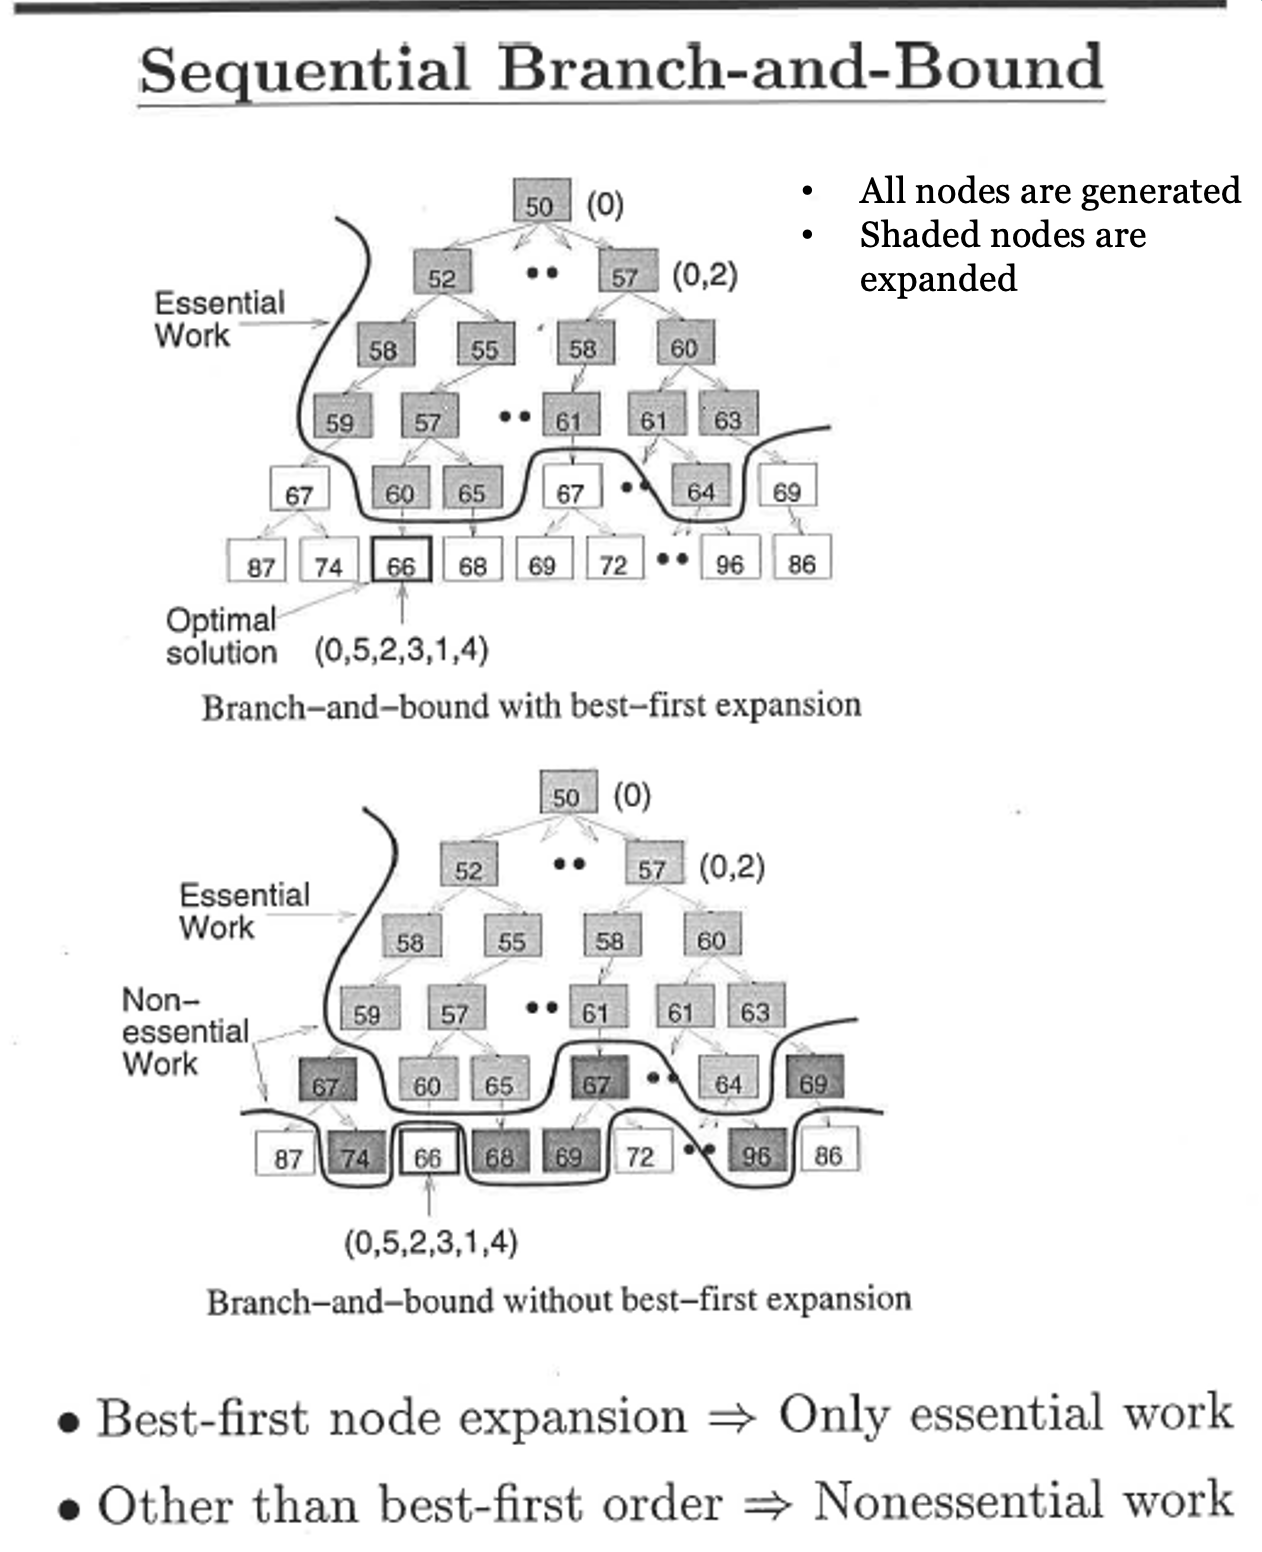 Sequential Branch-and-Bound
50 (0)
• All nodes are generated
• Shaded nodes are
expanded
52 •• 57 (0,2)
Essential
Work
58 55 58 60
59 57 •• 61 61 63
67 60 65 67 •• 64 69
87 74 66 68 69 72 •• 96 86
Optimal
solution (0,5,2,3,1,4)
Branch–and–bound with best–first expansion
50 (0)
52 •• 57 (0,2)
Essential
Work
58 55 58 60
Non–
essential
Work
59 57 •• 61 61 63
67 60 65 67 •• 64 69
87 74 66 68 69 72 •• 96 86
(0,5,2,3,1,4)
Branch–and–bound without best–first expansion
• Best-first node expansion ⇒ Only essential work
• Other than best-first order ⇒ Nonessential work